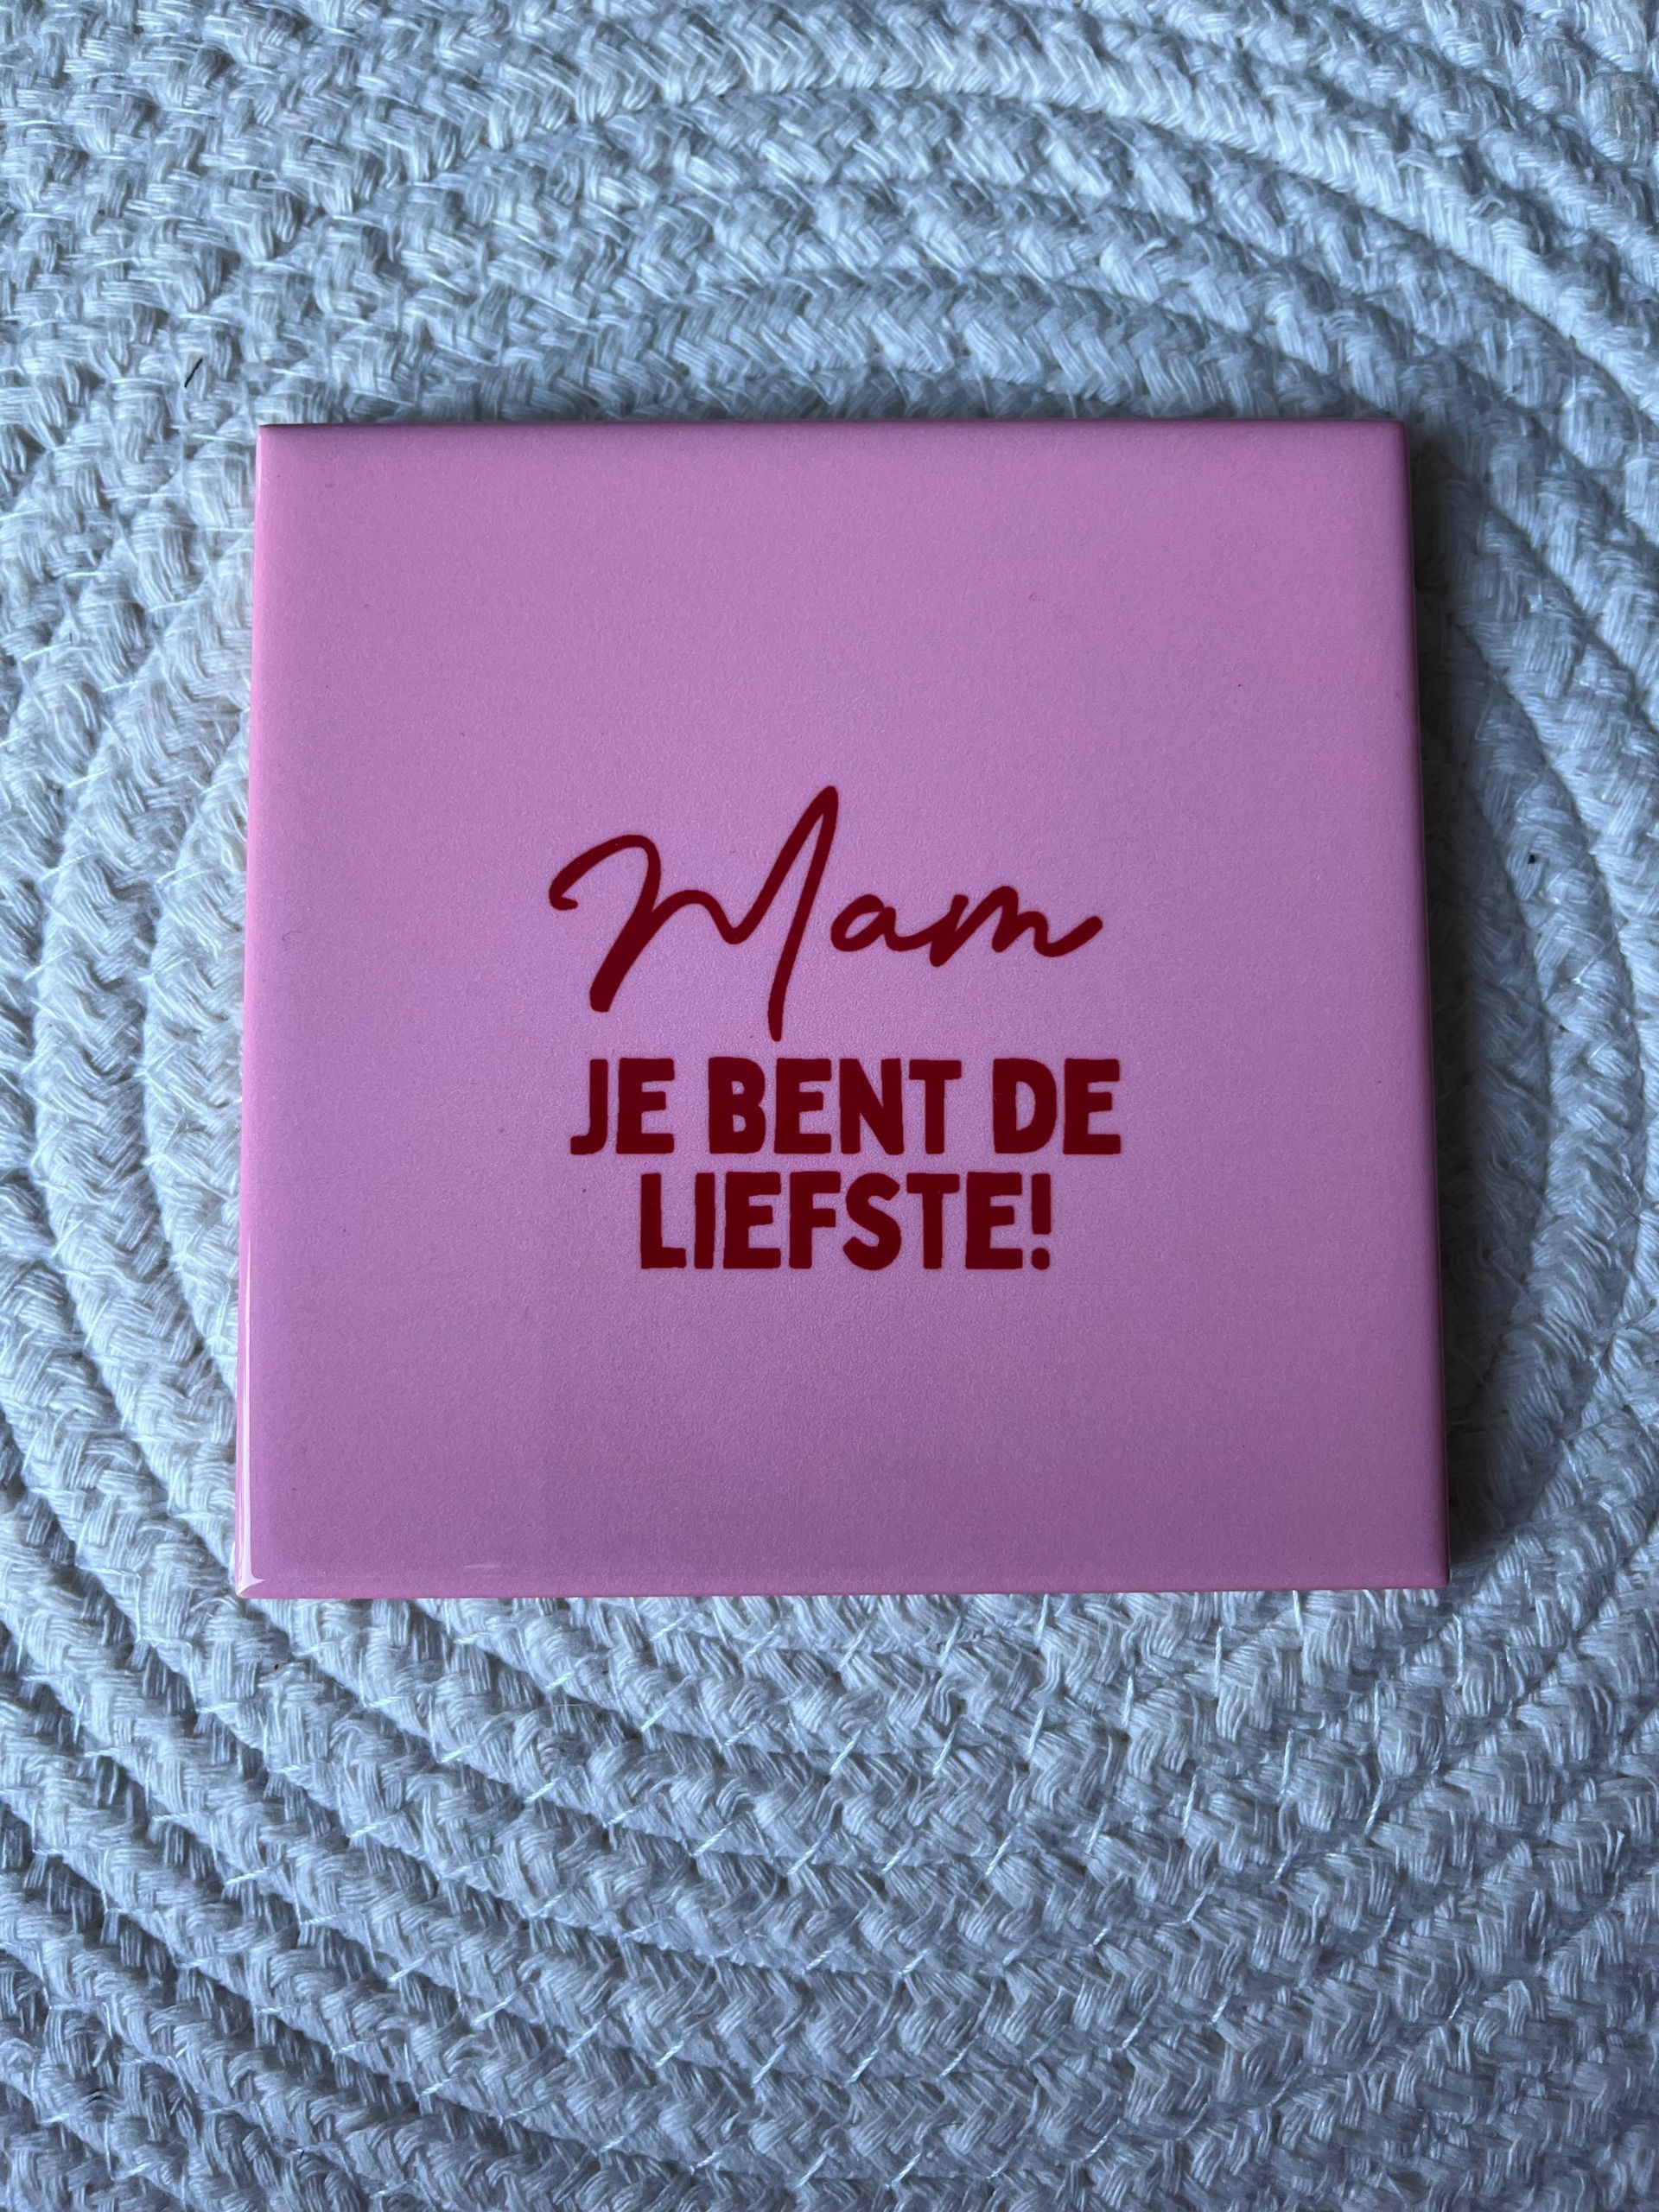 Mam
JE BENT DE
LIEFSTE!